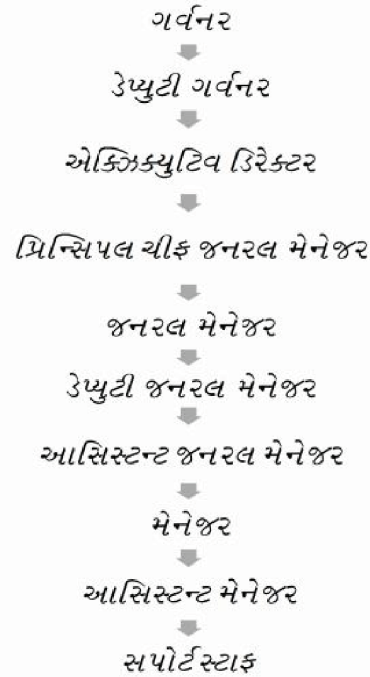 ગર્વનર
ડેપ્યુટી ગર્વનર
એક્ઝિક્યુટિવ ડિરેક્ટર
પ્રિન્સિપલ ચીફ જનરલ મેનેજર
જનરલ મેનેજર
ડેપ્યુટી જનરલ મેનેજર
આસિસ્ટન્ટ જનરલ મેનેજર
મેનેજર
આસિસ્ટન્ટ મેનેજર
સપોર્ટ સ્ટાફ